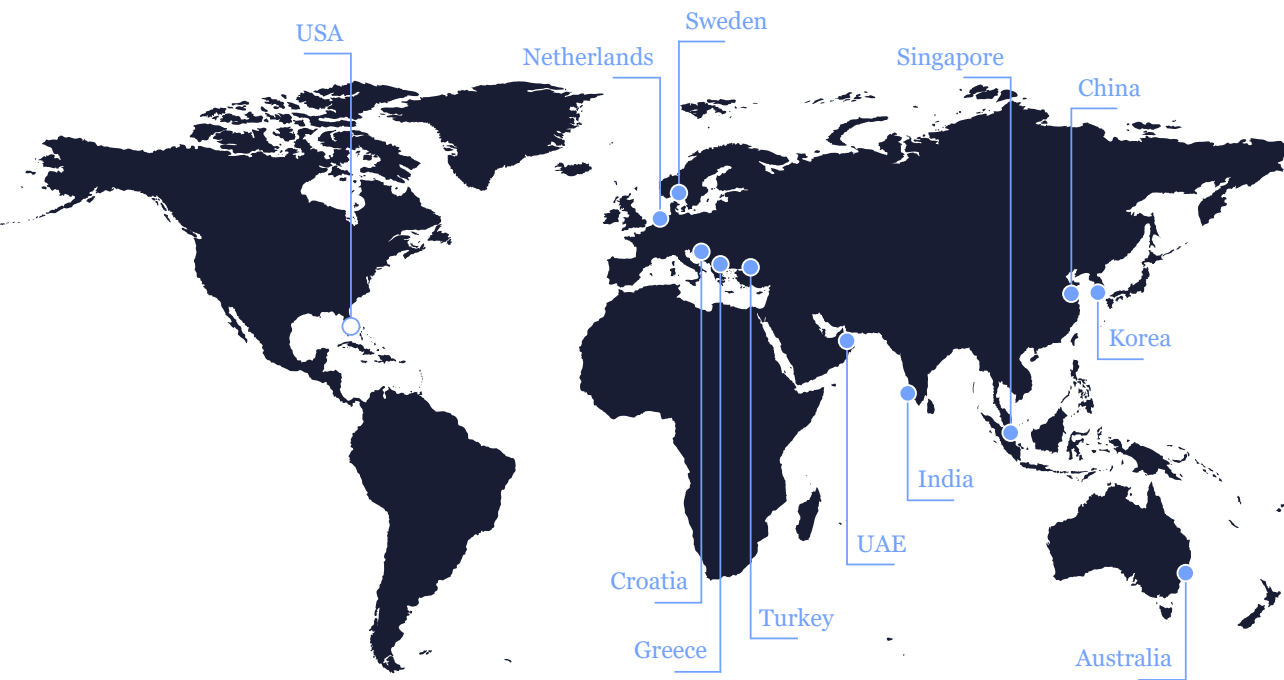 Sweden
USA
Netherlands
Singapore
China
Korea
India
UAE
Croatia
Turkey
Greece
Australia